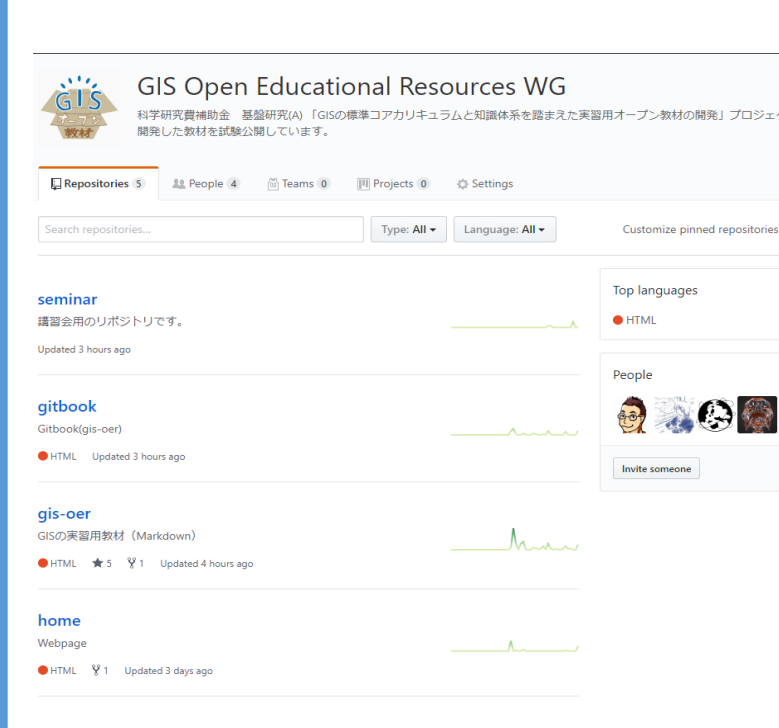 GIS
オープン
教材
GIS Open Educational Resources WG
科学研究費補助金　基盤研究(A)「GISの標準コアカリキュラムと知識体系を踏まえた実習用オープン教材の開発」プロジェク
開発した教材を試験公開しています。
Repositories 5 People 4 Teams 0 Projects 0 Settings
Search repositories... Type: All Language: All Customize pinned repositories
seminar
講習会用のリポジトリです。
Updated 3 hours ago
Top languages
HTML
People
Invite someone
gitbook
Gitbook(gis-oer)
HTML Updated 3 hours ago
gis-oer
GISの実習用教材（Markdown）
HTML 5 1 Updated 4 hours ago
home
Webpage
HTML 1 Updated 3 days ago